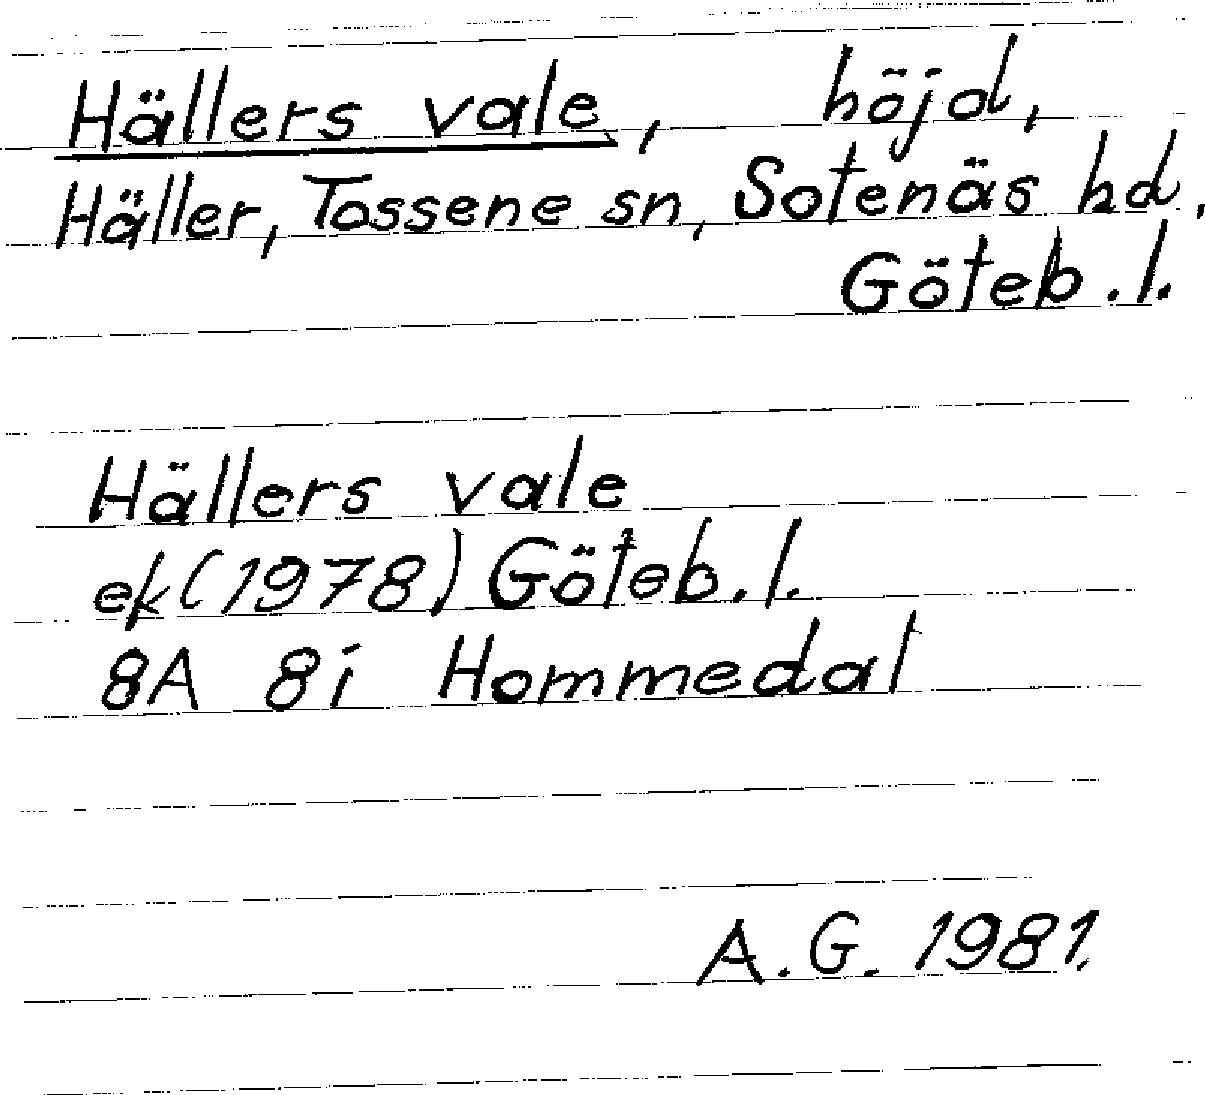 Hällers vale, höjd,
Häller, Tossene sn, Sotenäs hd,
Göteb. l.
Hällers vale
ek (1978) Göteb. l.
8A 8i Hommedal
A. G. 1981.